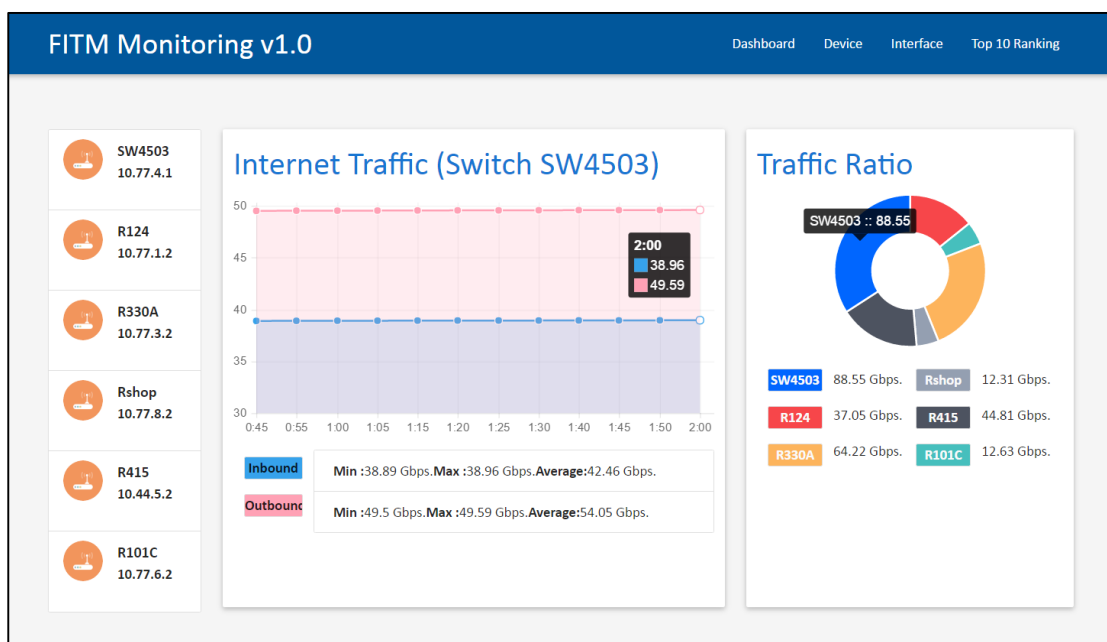 FITM Monitoring v1.0
Dashboard Device Interface Top 10 Ranking
SW4503
10.77.4.1
R124
10.77.1.2
R330A
10.77.3.2
Rshop
10.77.8.2
R415
10.44.5.2
R101C
10.77.6.2
Internet Traffic (Switch SW4503)
50
45
40
35
30
2:00
38.96
49.59
0:45 0:55 1:00 1:05 1:15 1:20 1:25 1:30 1:40 1:45 1:50 2:00
Inbound
Min :38.89 Gbps.Max :38.96 Gbps.Average:42.46 Gbps.
Outbound
Min :49.5 Gbps.Max :49.59 Gbps.Average:54.05 Gbps.
Traffic Ratio
SW4503 :: 88.55
SW4503 88.55 Gbps. Rshop 12.31 Gbps.
R124 37.05 Gbps. R415 44.81 Gbps.
R330A 64.22 Gbps. R101C 12.63 Gbps.